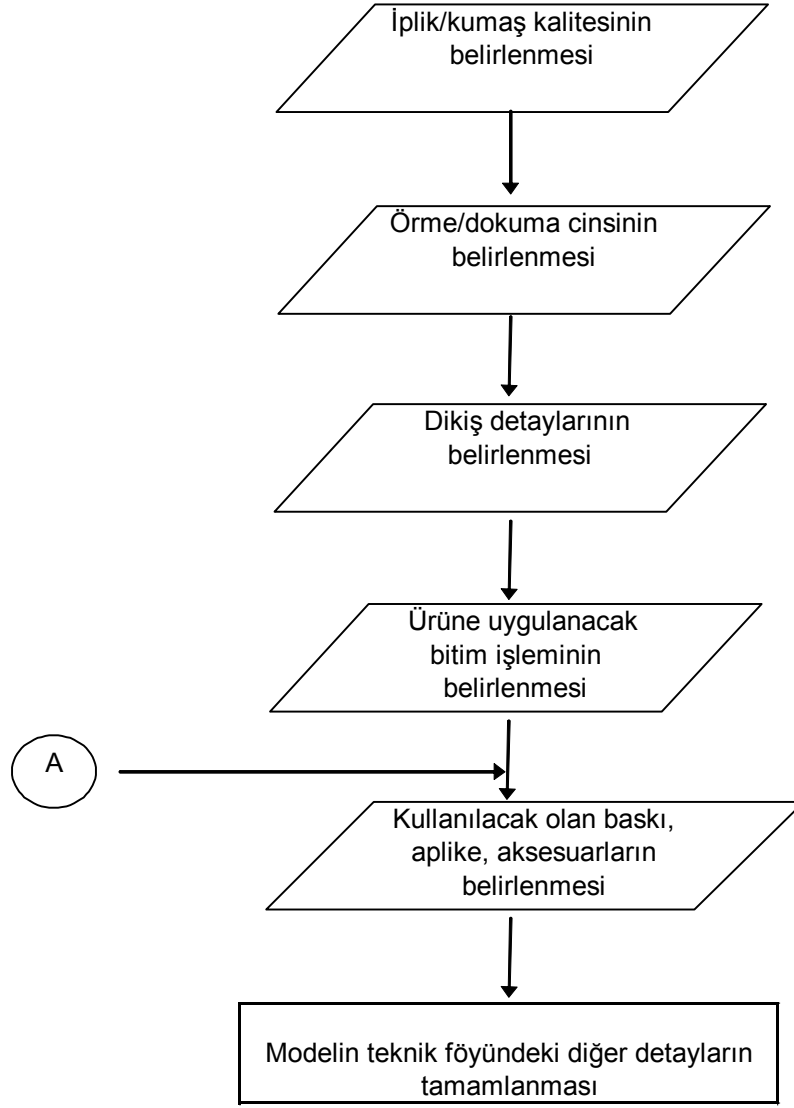 İplik/kumaş kalitesinin
belirlenmesi
Örme/dokuma cinsinin
belirlenmesi
Dikiş detaylarının
belirlenmesi
Ürüne uygulanacak
bitim işleminin
belirlenmesi
A
Kullanılacak olan baskı,
aplike, aksesuarların
belirlenmesi
Modelin teknik föyündeki diğer detayların
tamamlanması